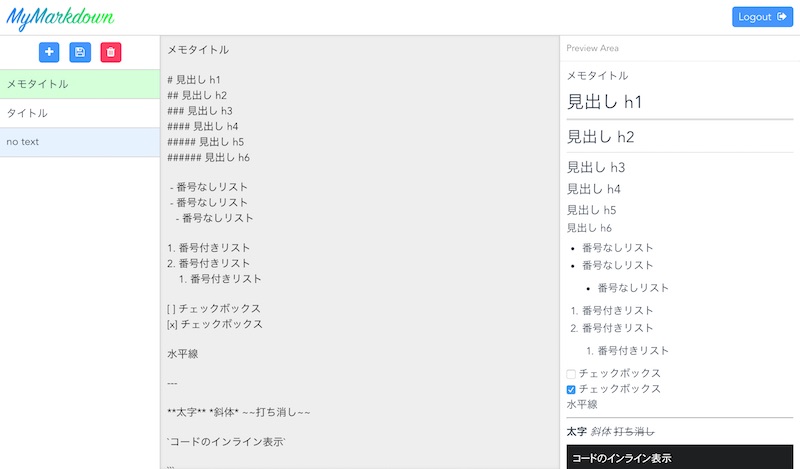 MyMarkdown
Logout
メモタイトル
タイトル
no text
メモタイトル
# 見出し h1
## 見出し h2
### 見出し h3
#### 見出し h4
##### 見出し h5
###### 見出し h6
- 番号なしリスト
- 番号なしリスト
- 番号なしリスト
1. 番号付きリスト
2. 番号付きリスト
1. 番号付きリスト
[ ] チェックボックス
[x] チェックボックス
水平線
---
**太字** *斜体* ~~打ち消し~~
`コードのインライン表示`
Preview Area
メモタイトル
見出し h1
見出し h2
見出し h3
見出し h4
見出し h5
見出し h6
• 番号なしリスト
• 番号なしリスト
• 番号なしリスト
1. 番号付きリスト
2. 番号付きリスト
1. 番号付きリスト
チェックボックス
チェックボックス
水平線
太字 斜体 打ち消し
コードのインライン表示